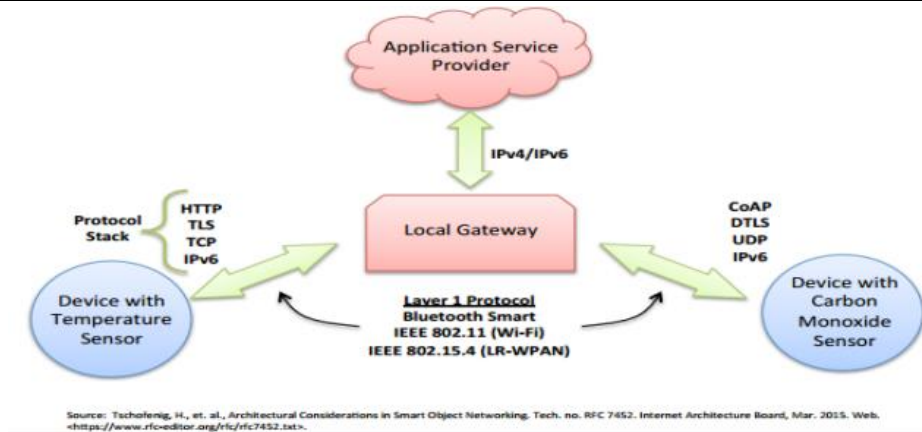 Application Service
Provider
IPv4/IPv6
Protocol
Stack
HTTP
TLS
TCP
IPv6
Local Gateway
CoAP
DTLS
UDP
IPv6
Device with
Temperature
Sensor
Layer 1 Protocol
Bluetooth Smart
IEEE 802.11 (Wi-Fi)
IEEE 802.15.4 (LR-WPAN)
Device with
Carbon
Monoxide
Sensor
Source: Tschofenig, H., et. al., Architectural Considerations in Smart Object Networking. Tech. no. RFC 7452. Internet Architecture Board, Mar. 2015. Web.
<https://www.rfc-editor.org/rfc/rfc7452.txt>.